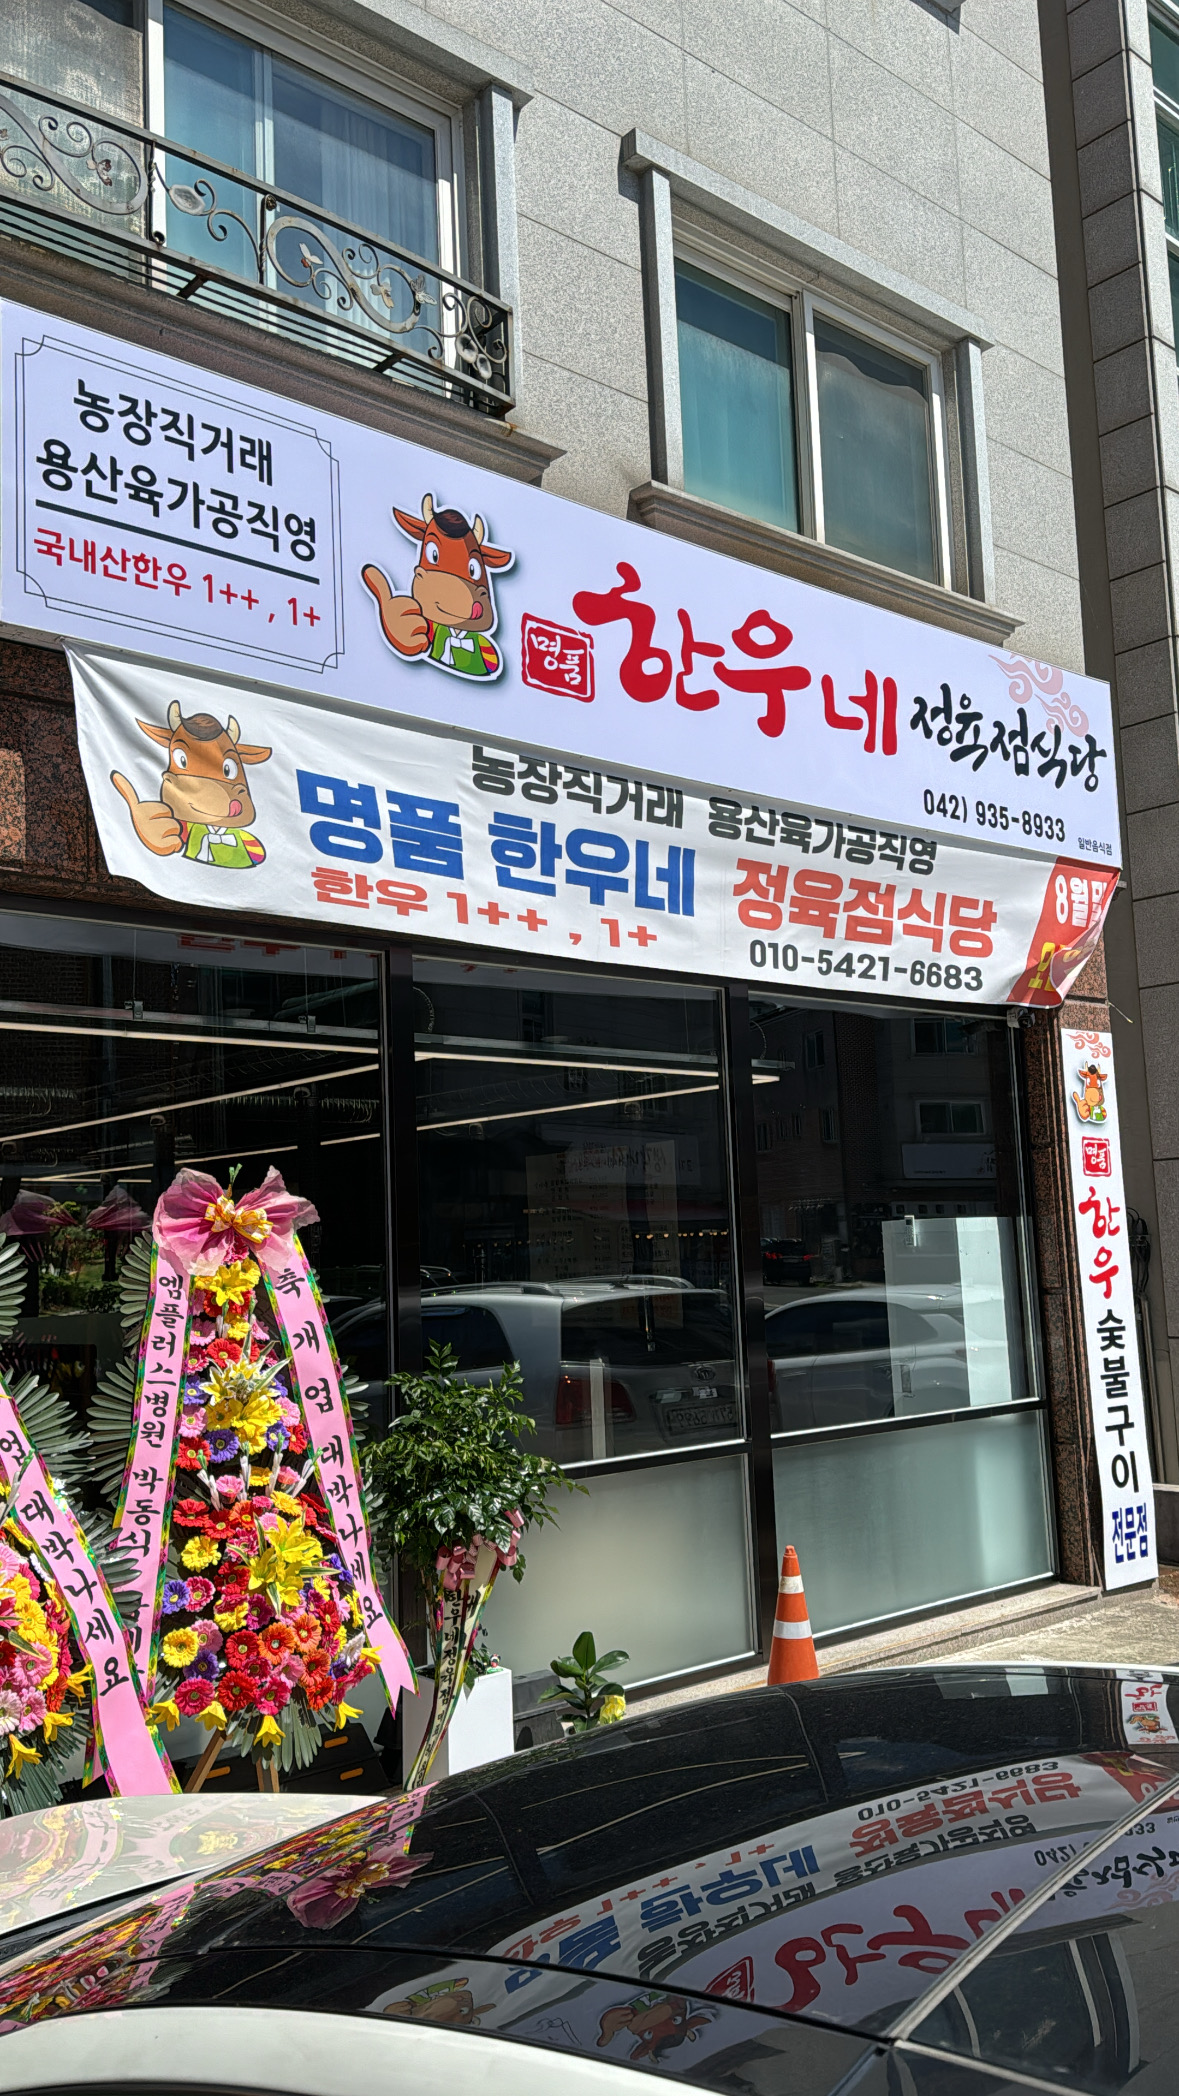 농장직거래
용산육가공직영
국내산한우 1++ , 1+
명품
한우네 정육점식당
042) 935-8933
일반음식점
농장직거래 용산육가공직영
명품 한우네 정육점식당
한우 1++ , 1+
010-5421-6683
8월
명품
한우
숯불구이
전문점
엠플러스병원 박동식
축개업 대박나세요
업 대박나세요